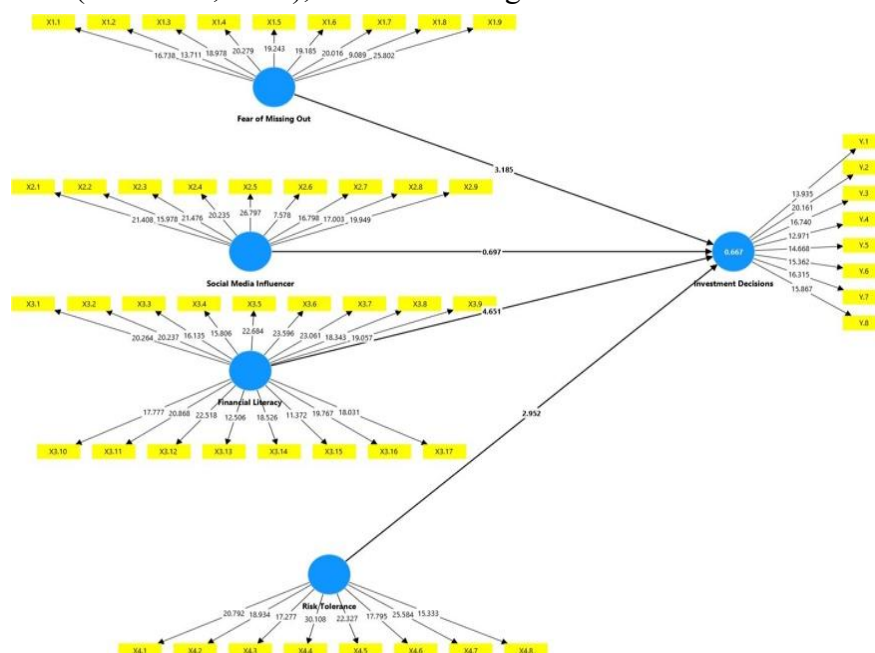 X1.1 X1.2 X1.3 X1.4 X1.5 X1.6 X1.7 X1.8 X1.9
16.738 13.711 18.978 20.279 19.243 19.185 20.016 9.089 25.802
Fear of Missing Out
3.185
X2.1 X2.2 X2.3 X2.4 X2.5 X2.6 X2.7 X2.8 X2.9
21.408 15.978 21.476 20.235 26.797 7.578 16.798 17.003 19.949
Social Media Influencer
0.697
X3.1 X3.2 X3.3 X3.4 X3.5 X3.6 X3.7 X3.8 X3.9
20.264 20.237 16.135 15.806 22.684 23.596 23.061 18.343 19.057
4.651
Financial Literacy
17.777 20.868 22.518 12.506 18.526 11.372 19.767 18.031
X3.10 X3.11 X3.12 X3.13 X3.14 X3.15 X3.16 X3.17
2.952
Risk Tolerance
20.792 18.934 17.277 30.108 22.327 17.795 25.584 15.333
X4.1 X4.2 X4.3 X4.4 X4.5 X4.6 X4.7 X4.8
0.667
Investment Decisions
13.935
20.161
16.740
12.971
14.668
15.362
16.315
15.867
Y.1
Y.2
Y.3
Y.4
Y.5
Y.6
Y.7
Y.8